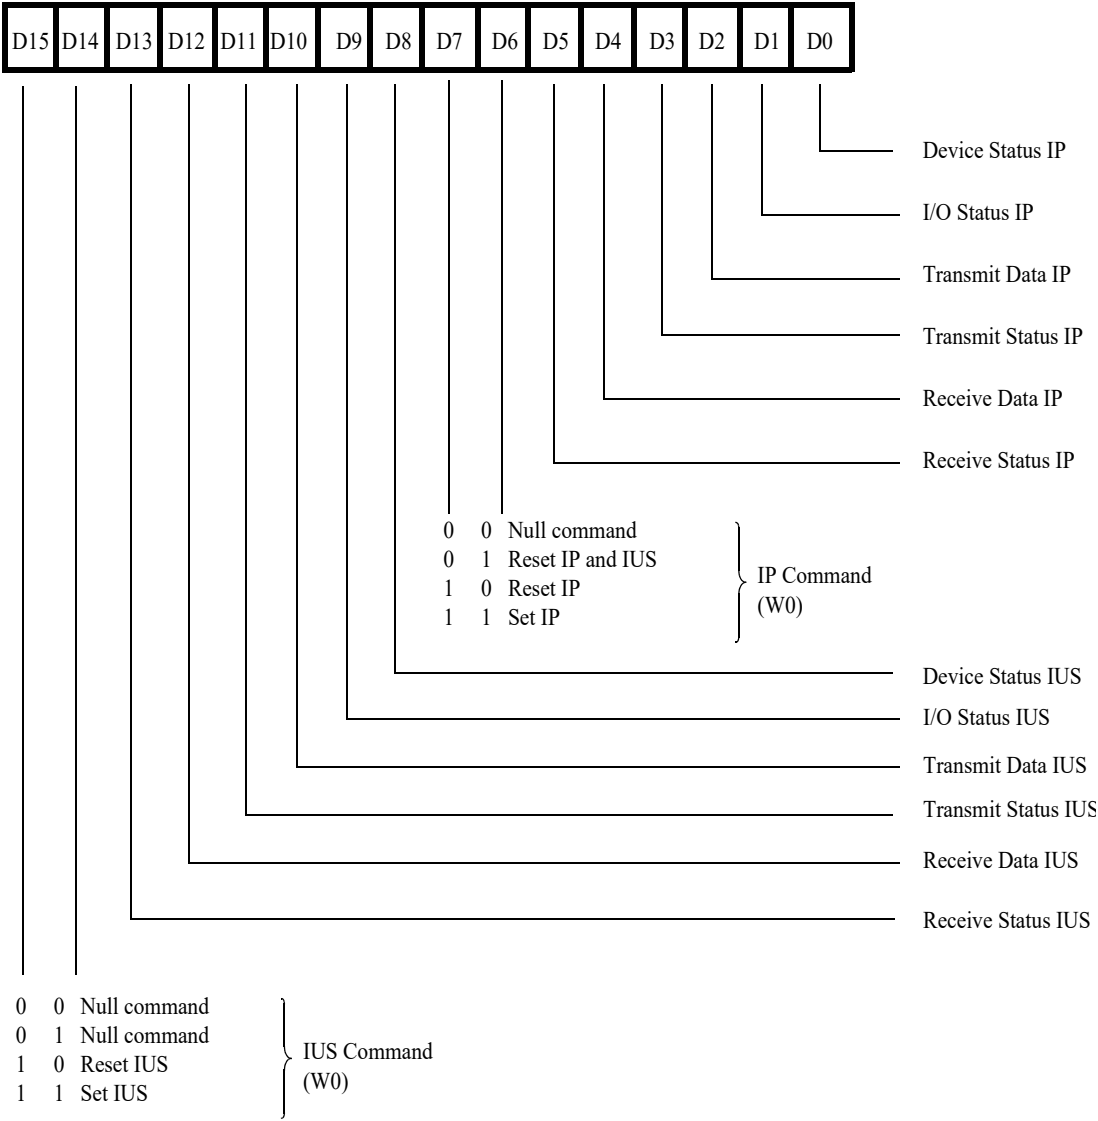 D15 D14 D13 D12 D11 D10 D9 D8 D7 D6 D5 D4 D3 D2 D1 D0
Device Status IP
I/O Status IP
Transmit Data IP
Transmit Status IP
Receive Data IP
Receive Status IP
0 0 Null command
0 1 Reset IP and IUS
1 0 Reset IP
1 1 Set IP
IP Command
(W0)
Device Status IUS
I/O Status IUS
Transmit Data IUS
Transmit Status IUS
Receive Data IUS
Receive Status IUS
0 0 Null command
0 1 Null command
1 0 Reset IUS
1 1 Set IUS
IUS Command
(W0)